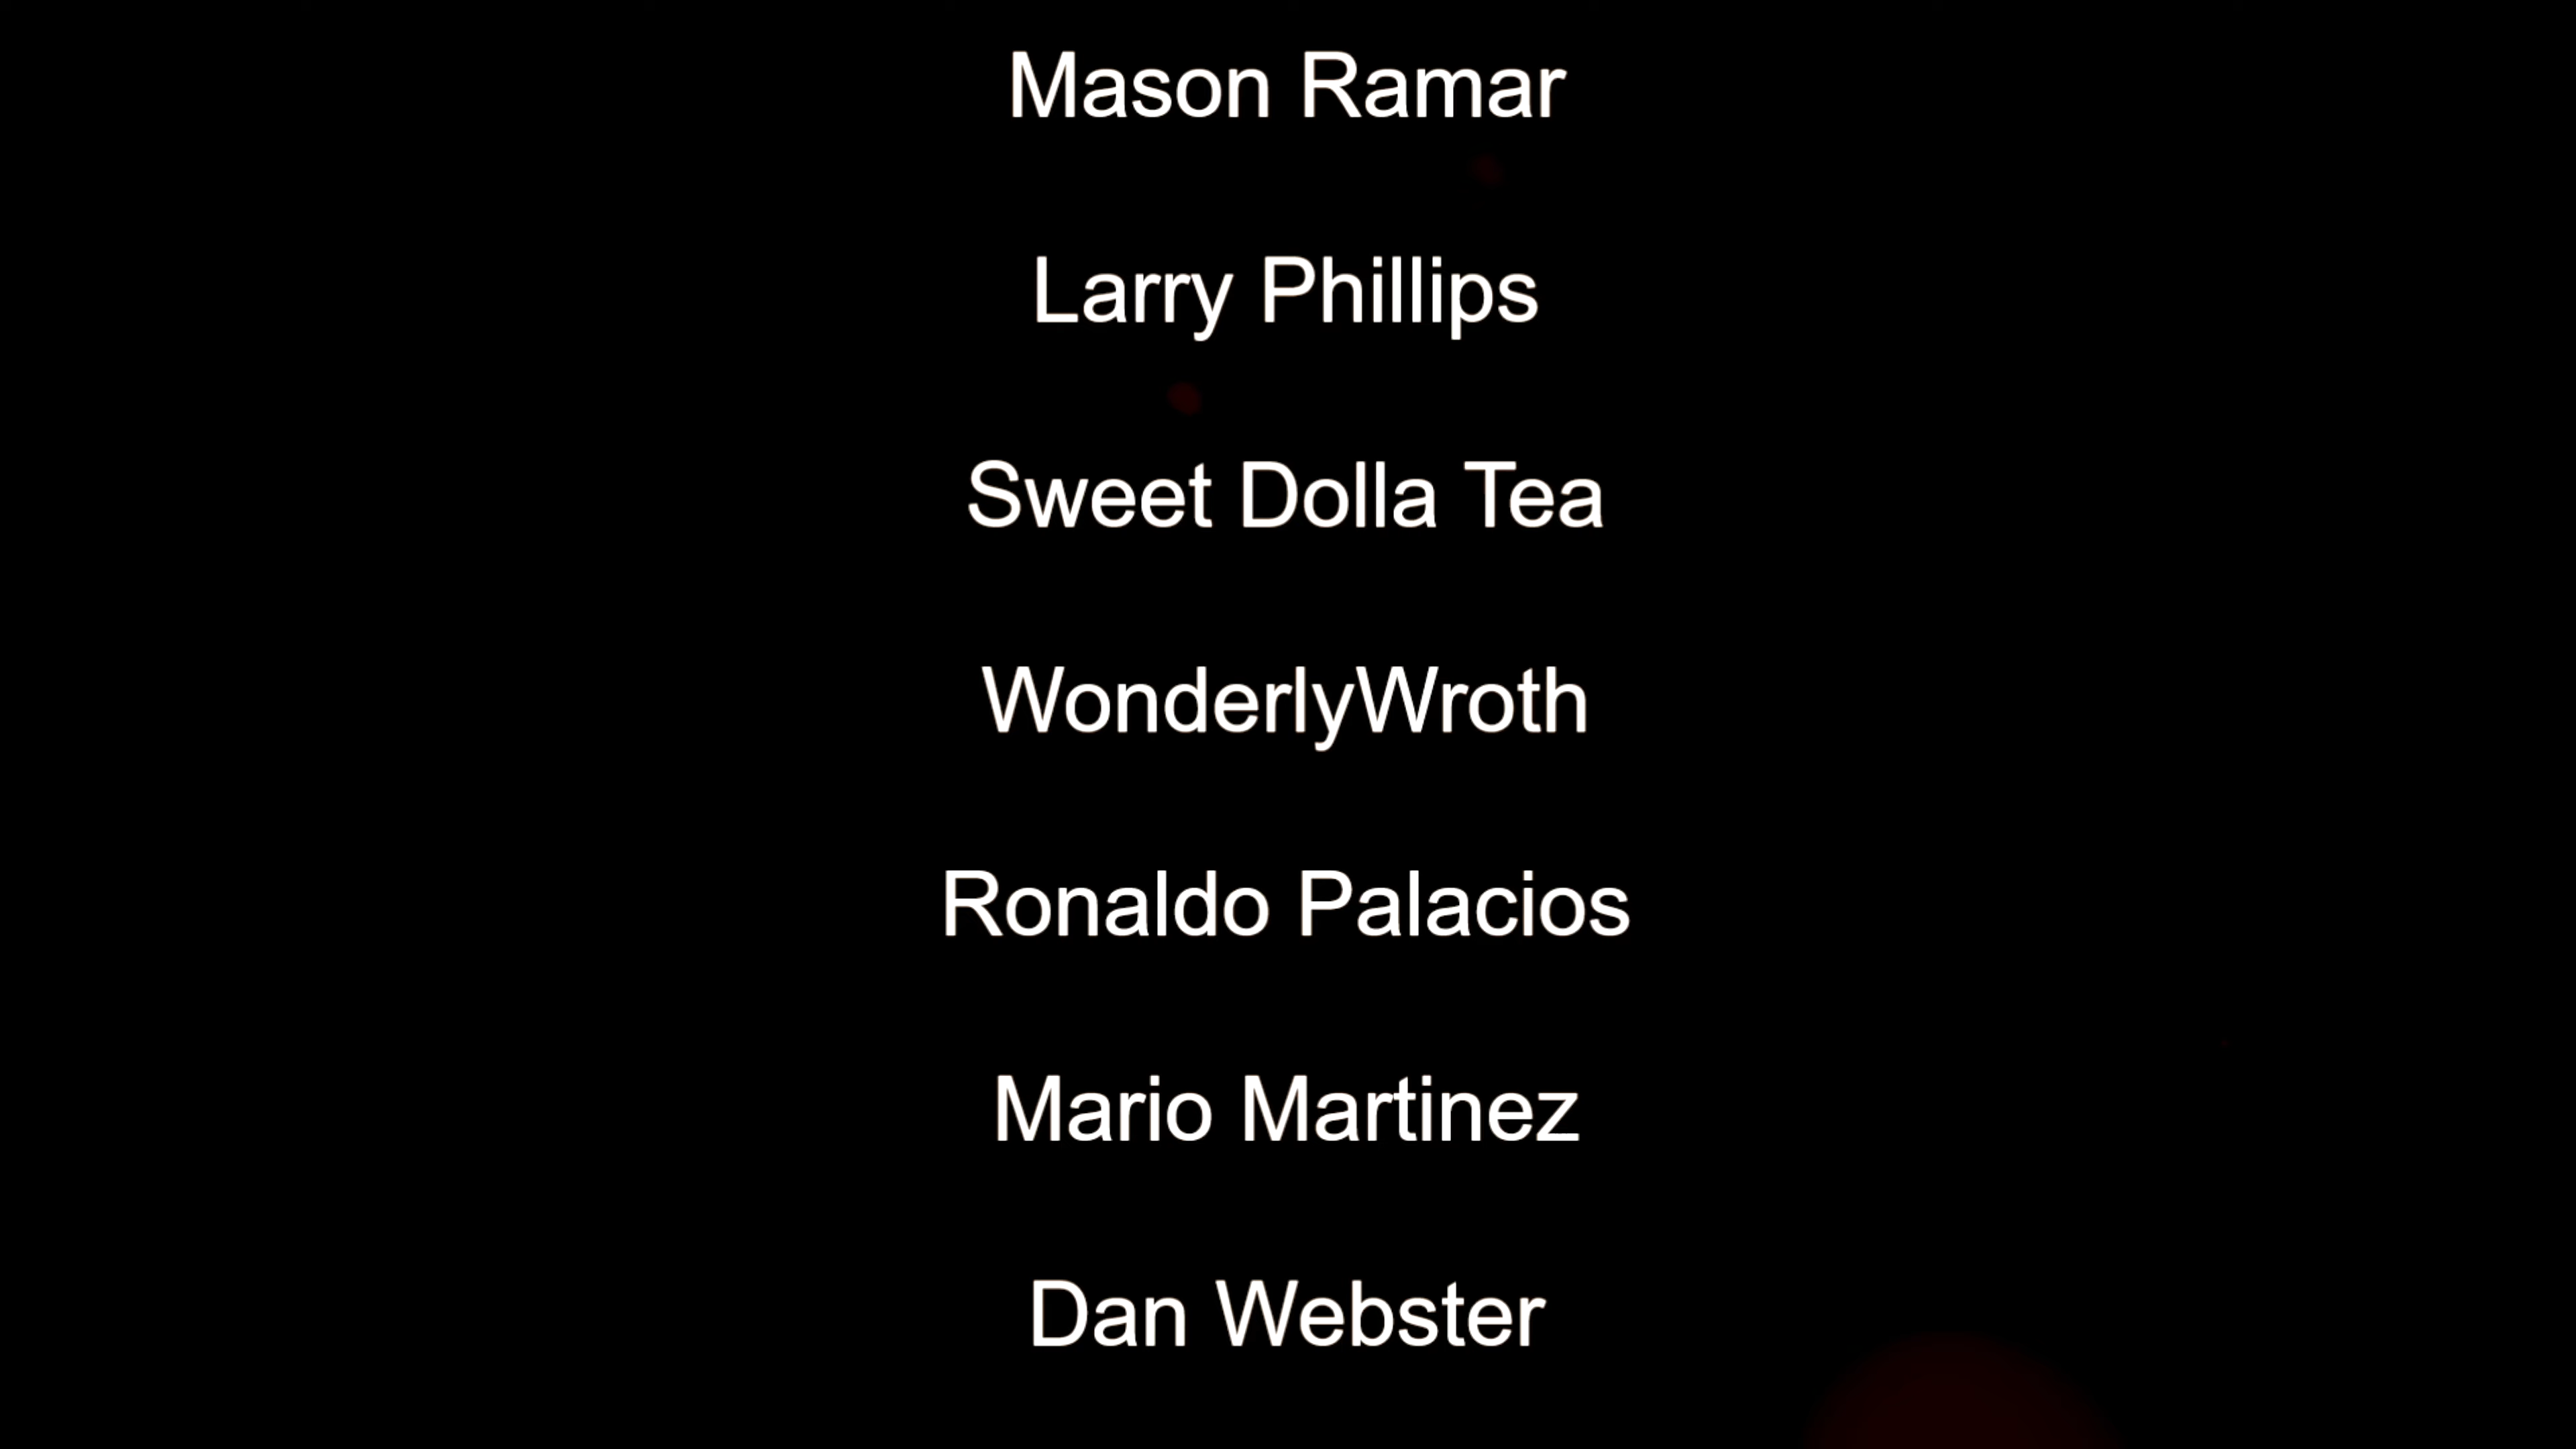 Mason Ramar
Larry Phillips
Sweet Dolla Tea
WonderlyWroth
Ronaldo Palacios
Mario Martinez
Dan Webster